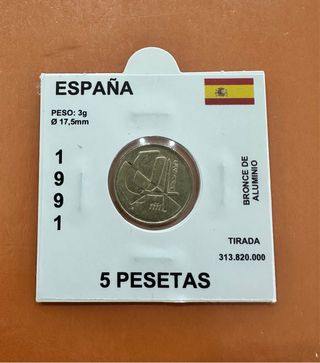 ESPAÑA
PESO: 3g
Ø 17,5mm
1
9
9
1
BRONCE DE
ALUMINIO
TIRADA
313.820.000
5 PESETAS